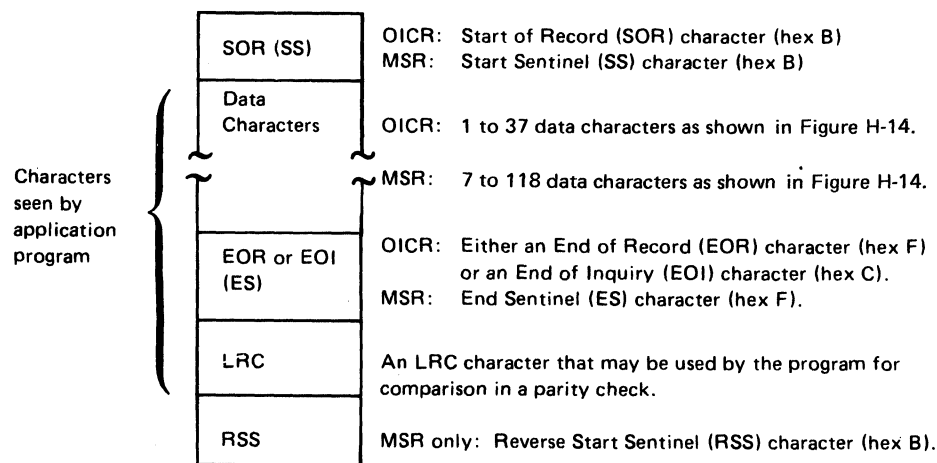 SOR (SS)
OICR: Start of Record (SOR) character (hex B)
MSR: Start Sentinel (SS) character (hex B)
Data
Characters
OICR: 1 to 37 data characters as shown in Figure H-14.
MSR: 7 to 118 data characters as shown in Figure H-14.
Characters
seen by
application
program
EOR or EOI
(ES)
OICR: Either an End of Record (EOR) character (hex F)
or an End of Inquiry (EOI) character (hex C).
MSR: End Sentinel (ES) character (hex F).
LRC
An LRC character that may be used by the program for
comparison in a parity check.
RSS
MSR only: Reverse Start Sentinel (RSS) character (hex B).